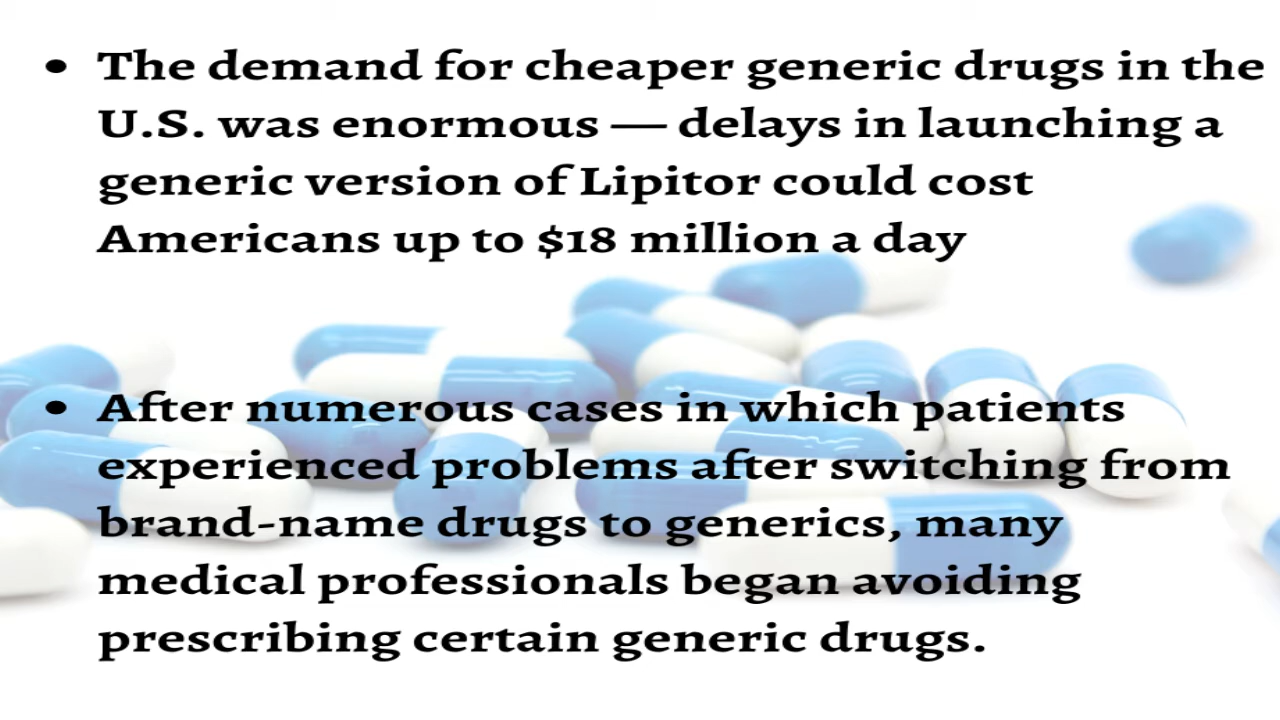 • The demand for cheaper generic drugs in the
U.S. was enormous — delays in launching a
generic version of Lipitor could cost
Americans up to $18 million a day
• After numerous cases in which patients
experienced problems after switching from
brand-name drugs to generics, many
medical professionals began avoiding
prescribing certain generic drugs.